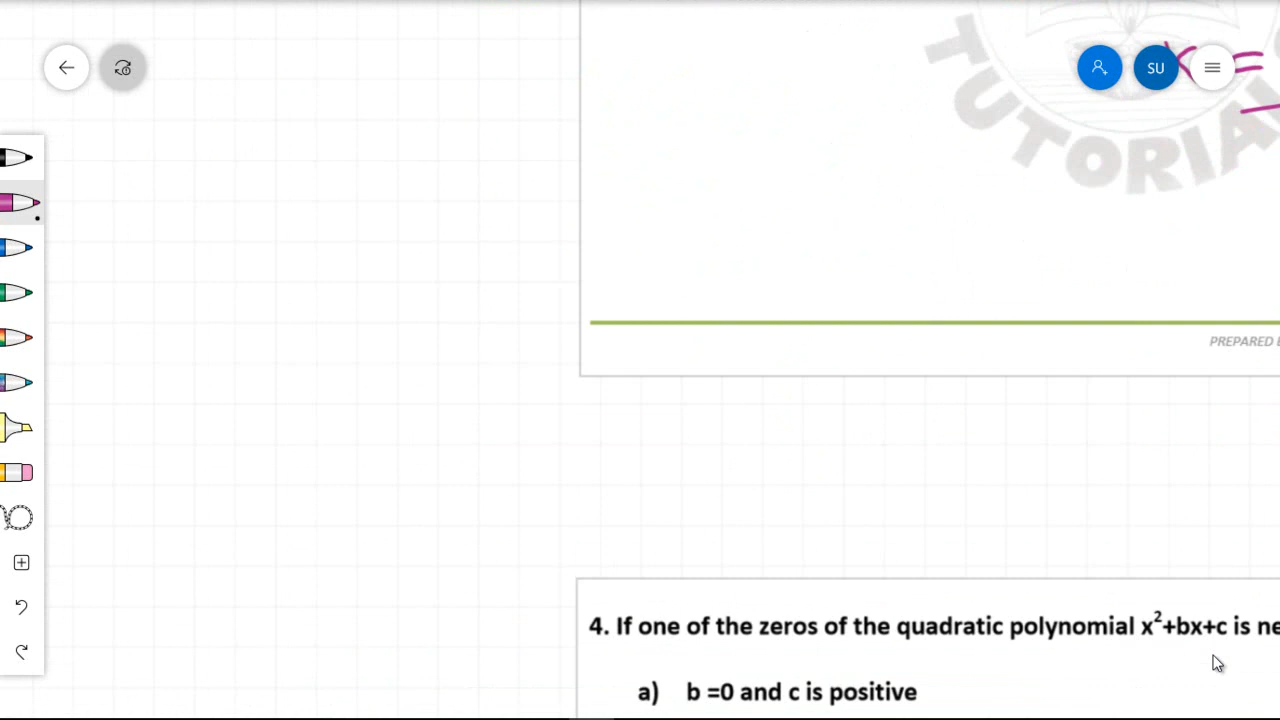 TUTORIA
SU
PREPARED
4. If one of the zeros of the quadratic polynomial x²+bx+c is ne
a) b =0 and c is positive